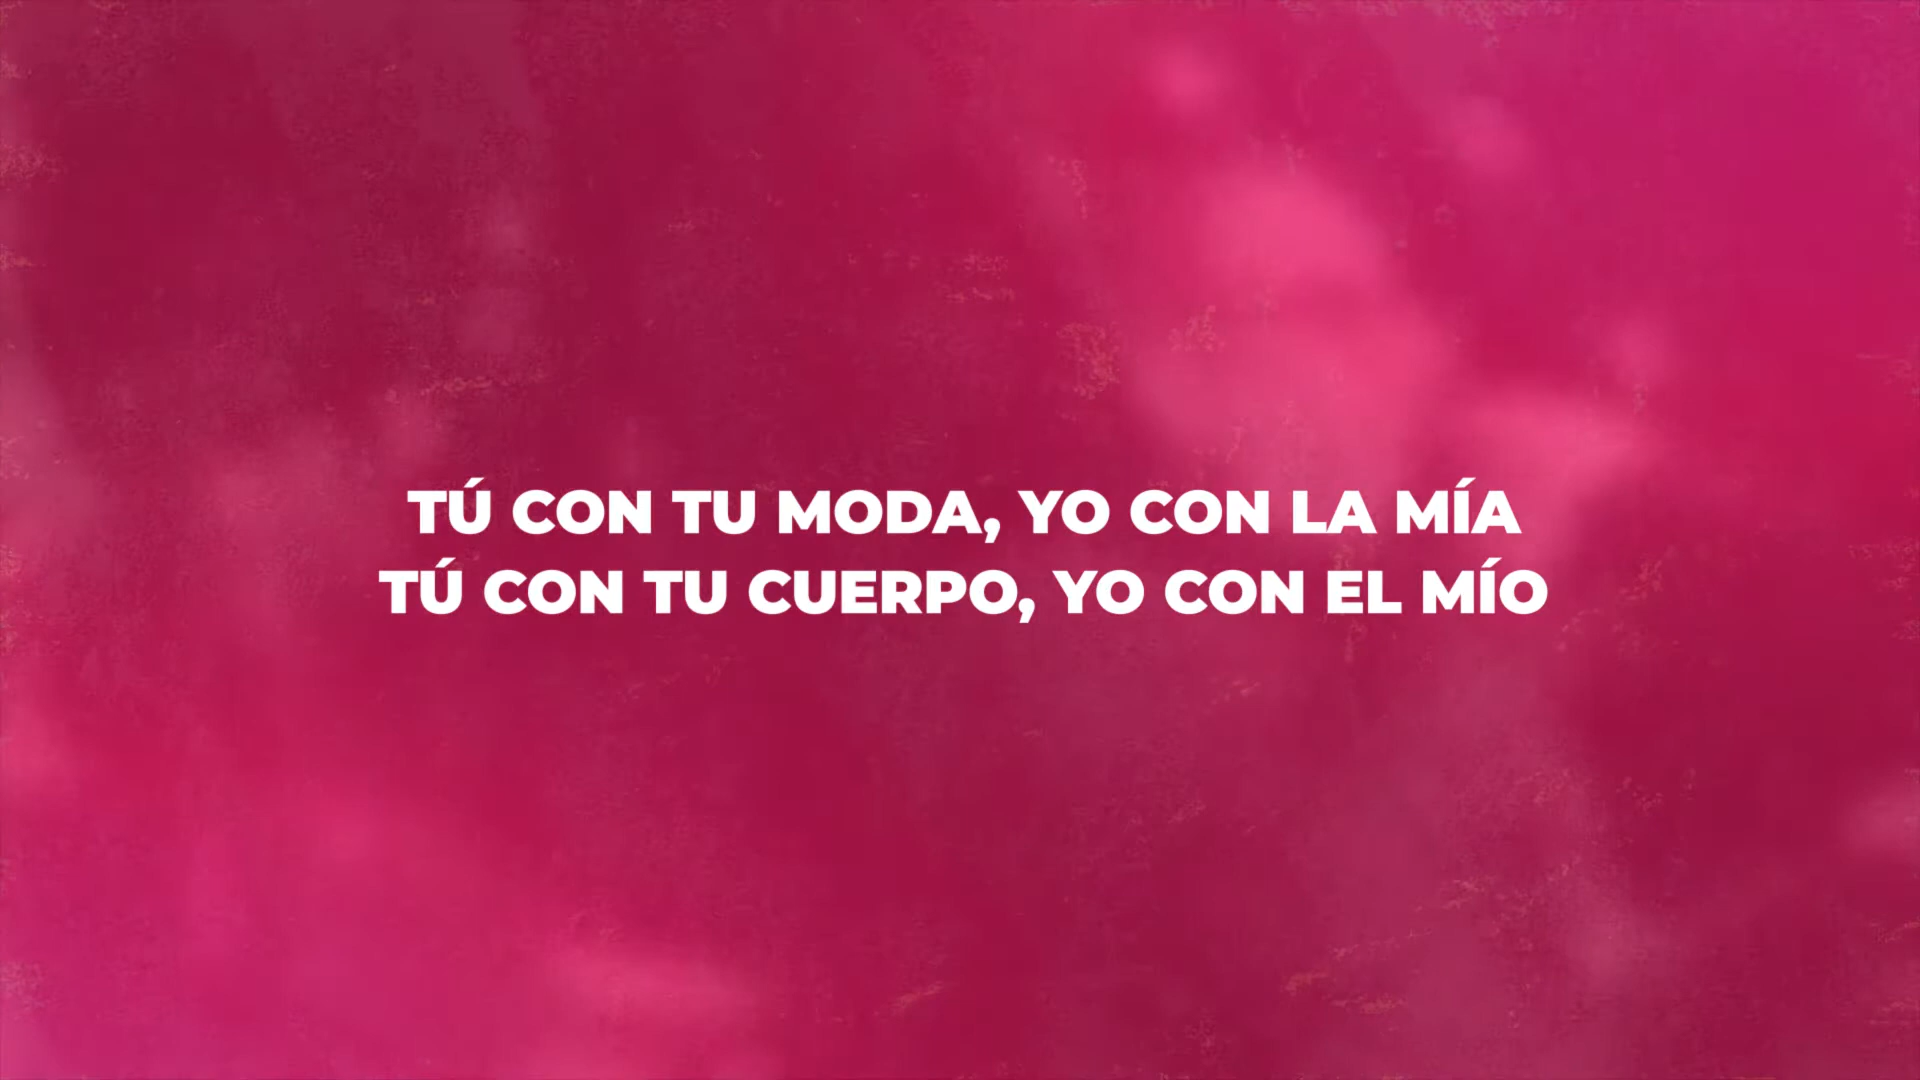 TÚ CON TU MODA, YO CON LA MÍA
TÚ CON TU CUERPO, YO CON EL MÍO